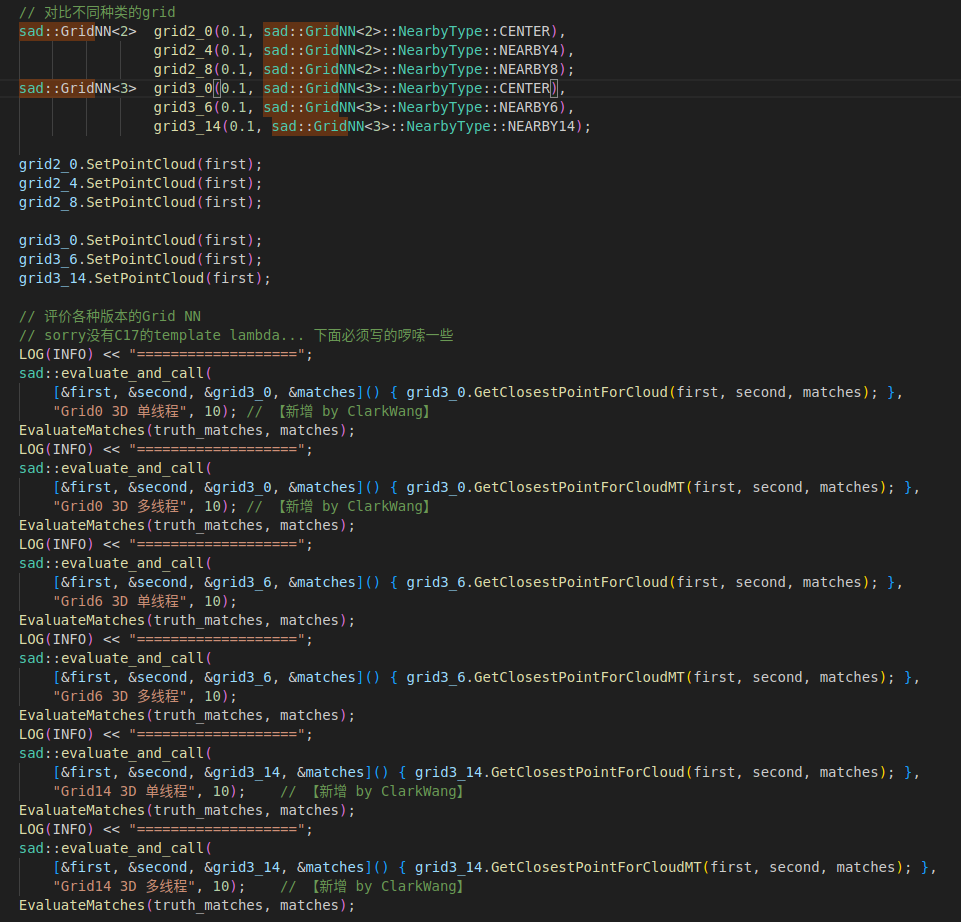 // 对比不同种类的grid
sad::GridNN<2>  grid2_0(0.1, sad::GridNN<2>::NearbyType::CENTER),
                grid2_4(0.1, sad::GridNN<2>::NearbyType::NEARBY4),
                grid2_8(0.1, sad::GridNN<2>::NearbyType::NEARBY8);
sad::GridNN<3>  grid3_0(0.1, sad::GridNN<3>::NearbyType::CENTER),
                grid3_6(0.1, sad::GridNN<3>::NearbyType::NEARBY6),
                grid3_14(0.1, sad::GridNN<3>::NearbyType::NEARBY14);
grid2_0.SetPointCloud(first);
grid2_4.SetPointCloud(first);
grid2_8.SetPointCloud(first);
grid3_0.SetPointCloud(first);
grid3_6.SetPointCloud(first);
grid3_14.SetPointCloud(first);
// 评价各种版本的Grid NN
// sorry没有C17的template lambda... 下面必须写的啰嗦一些
LOG(INFO) << "===================";
sad::evaluate_and_call(
    [&first, &second, &grid3_0, &matches]() { grid3_0.GetClosestPointForCloud(first, second, matches); },
    "Grid0 3D 单线程", 10); // 【新增 by ClarkWang】
EvaluateMatches(truth_matches, matches);
LOG(INFO) << "===================";
sad::evaluate_and_call(
    [&first, &second, &grid3_0, &matches]() { grid3_0.GetClosestPointForCloudMT(first, second, matches); },
    "Grid0 3D 多线程", 10); // 【新增 by ClarkWang】
EvaluateMatches(truth_matches, matches);
LOG(INFO) << "===================";
sad::evaluate_and_call(
    [&first, &second, &grid3_6, &matches]() { grid3_6.GetClosestPointForCloud(first, second, matches); },
    "Grid6 3D 单线程", 10);
EvaluateMatches(truth_matches, matches);
LOG(INFO) << "===================";
sad::evaluate_and_call(
    [&first, &second, &grid3_6, &matches]() { grid3_6.GetClosestPointForCloudMT(first, second, matches); },
    "Grid6 3D 多线程", 10);
EvaluateMatches(truth_matches, matches);
LOG(INFO) << "===================";
sad::evaluate_and_call(
    [&first, &second, &grid3_14, &matches]() { grid3_14.GetClosestPointForCloud(first, second, matches); },
    "Grid14 3D 单线程", 10);    // 【新增 by ClarkWang】
EvaluateMatches(truth_matches, matches);
LOG(INFO) << "===================";
sad::evaluate_and_call(
    [&first, &second, &grid3_14, &matches]() { grid3_14.GetClosestPointForCloudMT(first, second, matches); },
    "Grid14 3D 多线程", 10);    // 【新增 by ClarkWang】
EvaluateMatches(truth_matches, matches);